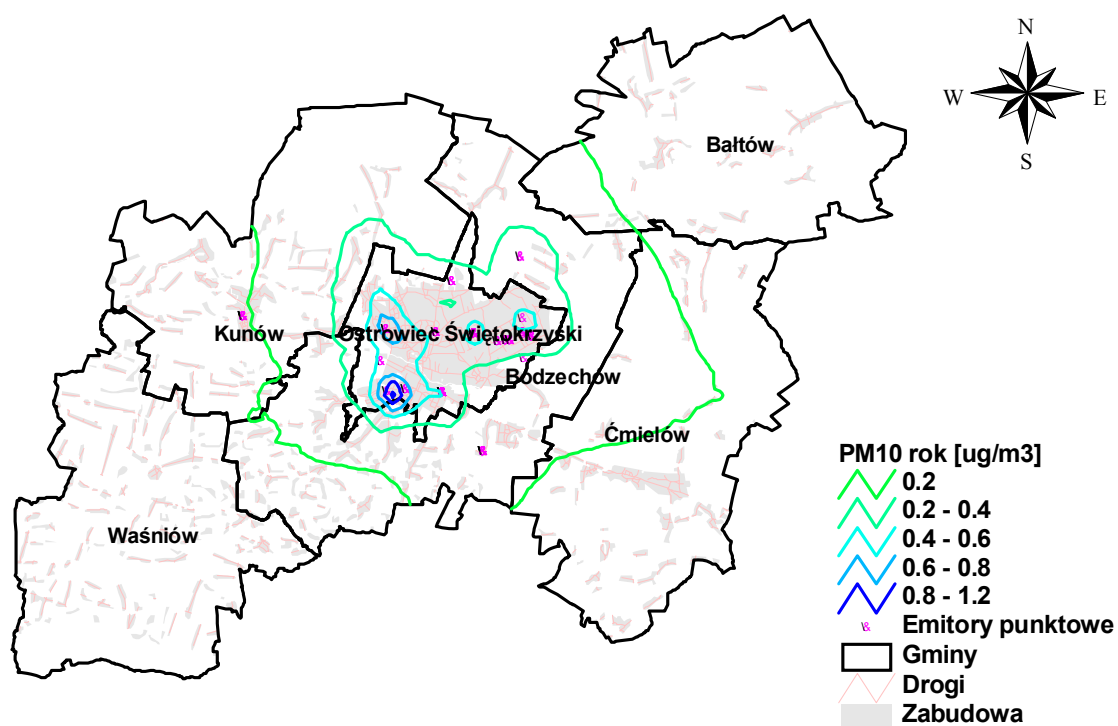 N
W E
S
Bałtów
Kunów
Ostrowiec Świętokrzyski
Bodzechów
Ćmielów
Waśniów
PM10 rok [ug/m3]
0.2
0.2 - 0.4
0.4 - 0.6
0.6 - 0.8
0.8 - 1.2
Emitory punktowe
Gminy
Drogi
Zabudowa